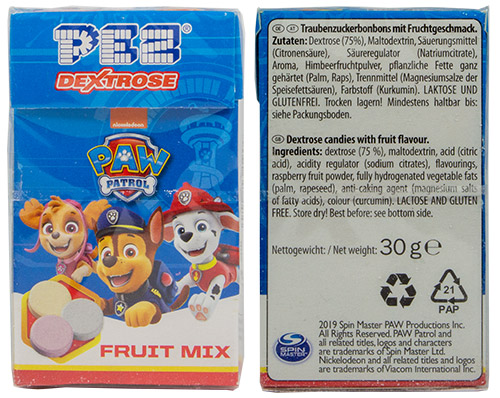 PEZ®
DEXTROSE
nickelodeon
PAW
PATROL
FRUIT MIX
DE AT Traubenzuckerbonbons mit Fruchtgeschmack.
Zutaten: Dextrose (75%), Maltodextrin, Säuerungsmittel
(Citronensäure), Säureregulator (Natriumcitrate),
Aroma, Himbeerfruchtpulver, pflanzliche Fette ganz
gehärtet (Palm, Raps), Trennmittel (Magnesiumsalze der
Speisefettsäuren), Farbstoff (Kurkumin). LAKTOSE UND
GLUTENFREI. Trocken lagern! Mindestens haltbar bis:
siehe Packungsboden.
Dextrose candies with fruit flavour.
Ingredients: dextrose (75 %), maltodextrin, acid (citric
acid), acidity regulator (sodium citrates), flavourings,
raspberry fruit powder, fully hydrogenated vegetable fats
(palm, rapeseed), anti-caking agent (magnesium salts
of fatty acids), colour (curcumin). LACTOSE AND GLUTEN
FREE. Store dry! Best before: see bottom side.
Nettogewicht: / Net weight: 30 g e
21
PAP
SPIN
MASTER™
2019 Spin Master PAW Productions Inc.
All Rights Reserved. PAW Patrol and
all related titles, logos and characters
are trademarks of Spin Master Ltd.
Nickelodeon and all related titles and logos
are trademarks of Viacom International Inc.